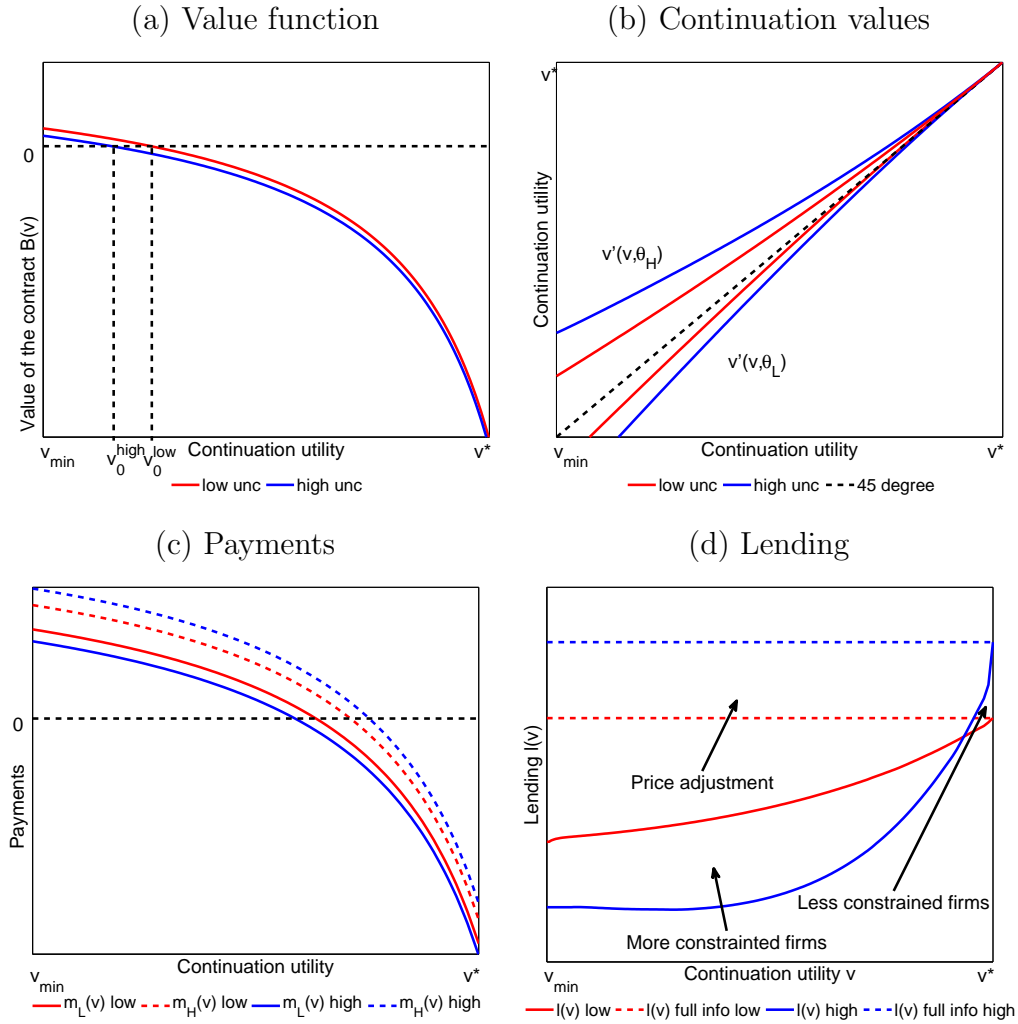 (a) Value function
Value of the contract B(v)
0
v_min
v_0^high
v_0^low
Continuation utility
v*
low unc
high unc
(b) Continuation values
v*
Continuation utility
v'(v,θ_H)
v'(v,θ_L)
v_min
Continuation utility
v*
low unc
high unc
45 degree
(c) Payments
Payments
0
v_min
Continuation utility
v*
m_L(v) low
m_H(v) low
m_L(v) high
m_H(v) high
(d) Lending
Lending l(v)
Price adjustment
Less constrained firms
More constrainted firms
v_min
Continuation utility v
v*
l(v) low
l(v) full info low
l(v) high
l(v) full info high